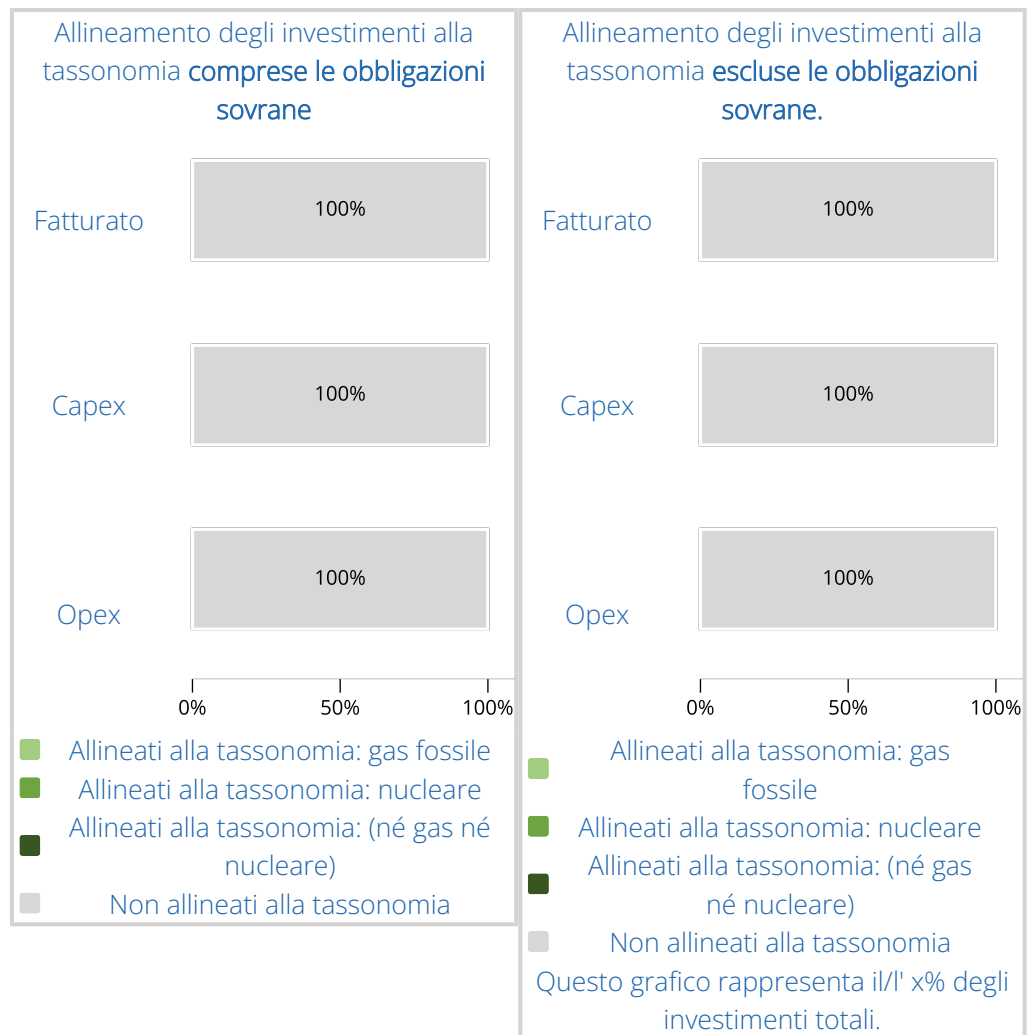 Allineamento degli investimenti alla
tassonomia comprese le obbligazioni
sovrane
Fatturato
100%
Capex
100%
Opex
100%
0%
50%
100%
Allineati alla tassonomia: gas fossile
Allineati alla tassonomia: nucleare
Allineati alla tassonomia: (né gas né
nucleare)
Non allineati alla tassonomia
Allineamento degli investimenti alla
tassonomia escluse le obbligazioni
sovrane.
Fatturato
100%
Capex
100%
Opex
100%
0%
50%
100%
Allineati alla tassonomia: gas
fossile
Allineati alla tassonomia: nucleare
Allineati alla tassonomia: (né gas
né nucleare)
Non allineati alla tassonomia
Questo grafico rappresenta il/l' x% degli
investimenti totali.